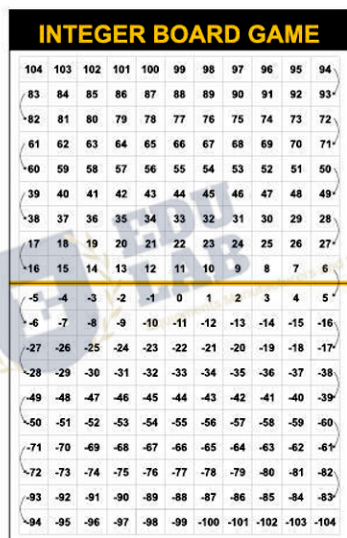 INTEGER BOARD GAME
104 103 102 101 100 99 98 97 96 95 94
83 84 85 86 87 88 89 90 91 92 93
82 81 80 79 78 77 76 75 74 73 72
61 62 63 64 65 66 67 68 69 70 71
60 59 58 57 56 55 54 53 52 51 50
39 40 41 42 43 44 45 46 47 48 49
38 37 36 35 34 33 32 31 30 29 28
17 18 19 20 21 22 23 24 25 26 27
16 15 14 13 12 11 10 9 8 7 6
-5 -4 -3 -2 -1 0 1 2 3 4 5
-6 -7 -8 -9 -10 -11 -12 -13 -14 -15 -16
-27 -26 -25 -24 -23 -22 -21 -20 -19 -18 -17
-28 -29 -30 -31 -32 -33 -34 -35 -36 -37 -38
-49 -48 -47 -46 -45 -44 -43 -42 -41 -40 -39
-50 -51 -52 -53 -54 -55 -56 -57 -58 -59 -60
-71 -70 -69 -68 -67 -66 -65 -64 -63 -62 -61
-72 -73 -74 -75 -76 -77 -78 -79 -80 -81 -82
-93 -92 -91 -90 -89 -88 -87 -86 -85 -84 -83
-94 -95 -96 -97 -98 -99 -100 -101 -102 -103 -104
EDU
LAB